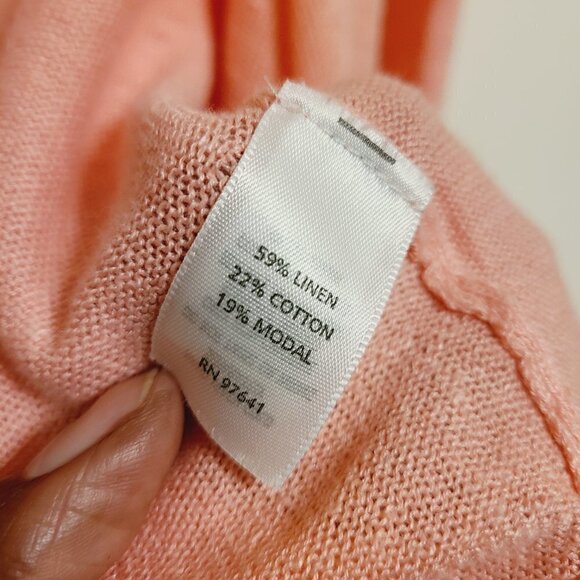 59% LINEN
22% COTTON
19% MODAL
RN 97641